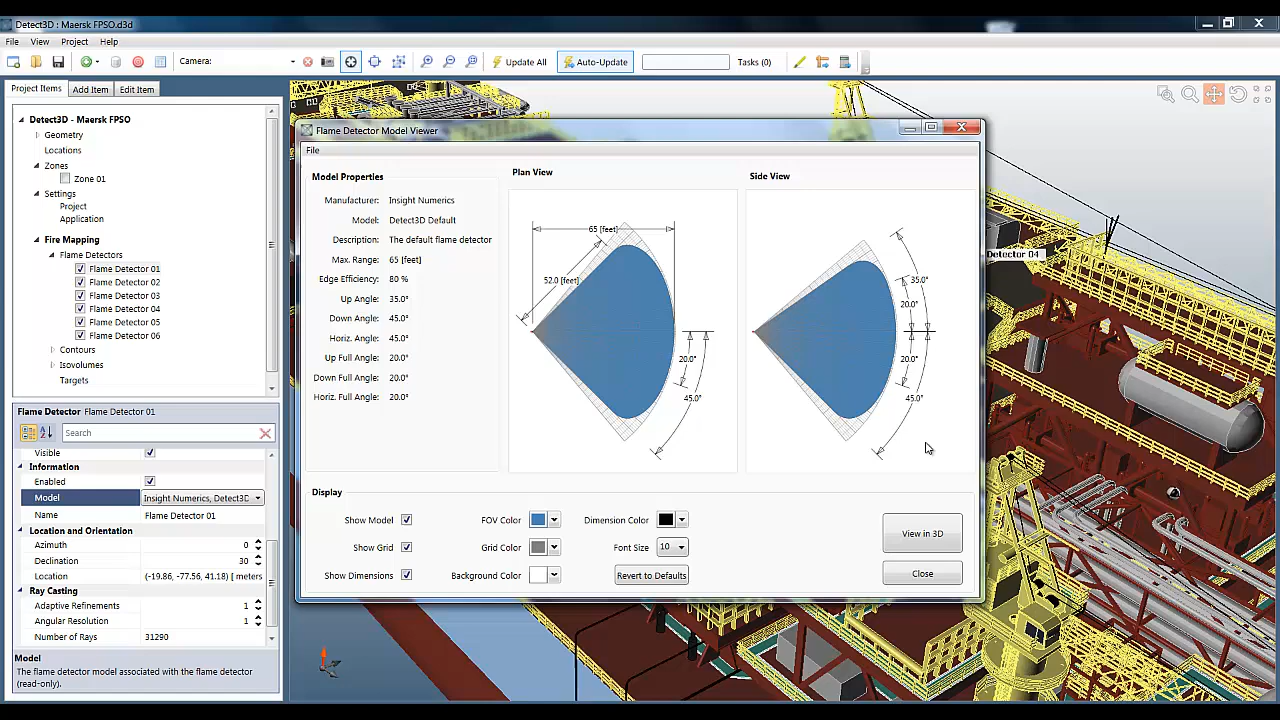 Detect3D : Maersk FPSO.d3d
File View Project Help
Camera: Update All Auto-Update Tasks (0)
Project Items Add Item Edit Item
Detect3D - Maersk FPSO
Geometry
Locations
Zones
Zone 01
Settings
Project
Application
Fire Mapping
Flame Detectors
Flame Detector 01
Flame Detector 02
Flame Detector 03
Flame Detector 04
Flame Detector 05
Flame Detector 06
Contours
Isovolumes
Targets
Flame Detector Flame Detector 01
Search
Visible
Information
Enabled
Model Insight Numerics, Detect3D
Name Flame Detector 01
Location and Orientation
Azimuth 0
Declination 30
Location (-19.86, -77.56, 41.18) [ meters
Ray Casting
Adaptive Refinements 1
Angular Resolution 1
Number of Rays 31290
Model
The flame detector model associated with the flame detector
(read-only).
Flame Detector Model Viewer
File
Model Properties
Manufacturer: Insight Numerics
Model: Detect3D Default
Description: The default flame detector
Max. Range: 65 [feet]
Edge Efficiency: 80 %
Up Angle: 35.0°
Down Angle: 45.0°
Horiz. Angle: 45.0°
Up Full Angle: 20.0°
Down Full Angle: 20.0°
Horiz. Full Angle: 20.0°
Plan View
65 [feet]
52.0 [feet]
20.0°
45.0°
Side View
35.0°
20.0°
20.0°
45.0°
Display
Show Model FOV Color Dimension Color
Show Grid Grid Color Font Size 10
Show Dimensions Background Color Revert to Defaults
View in 3D
Close
Detector 04